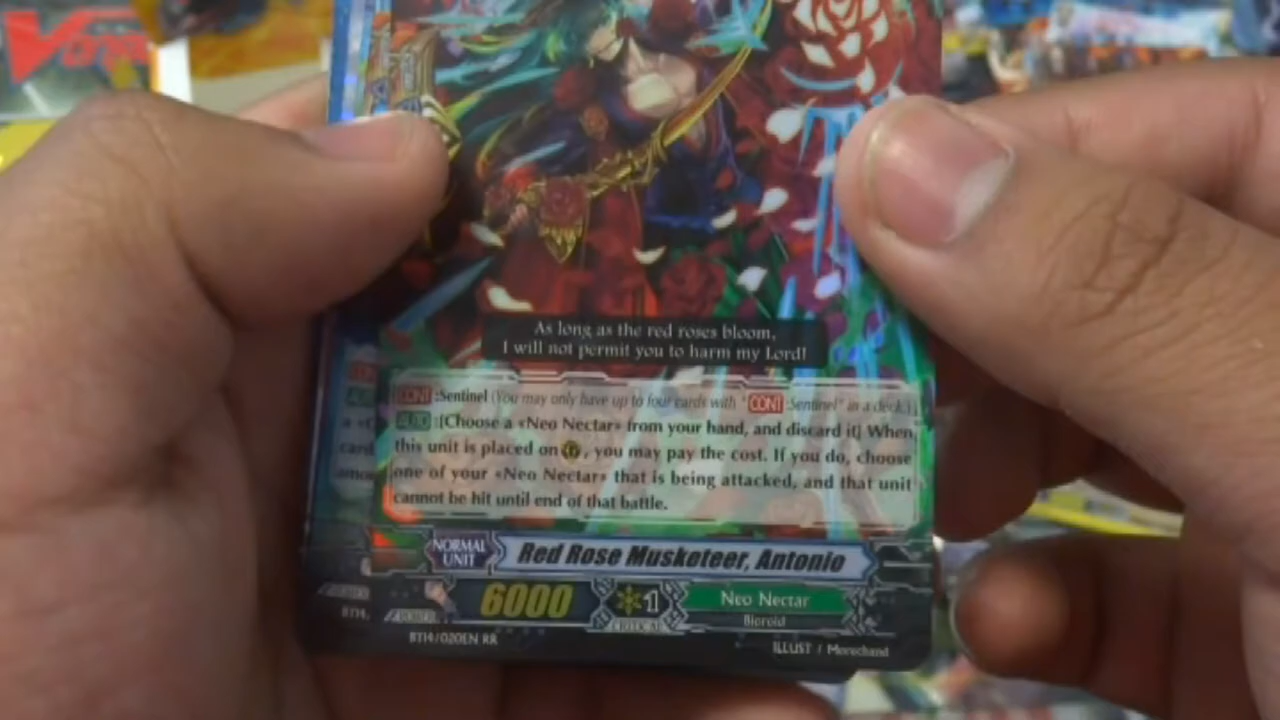 As long as the red roses bloom,
I will not permit you to harm my Lord!
CONT:Sentinel (You may only have up to four cards with "CONT:Sentinel" in a deck.)
AUTO:[Choose a «Neo Nectar» from your hand, and discard it] When
this unit is placed on , you may pay the cost. If you do, choose
one of your «Neo Nectar» that is being attacked, and that unit
cannot be hit until end of that battle.
NORMAL
UNIT
Red Rose Musketeer, Antonio
6000
1
CRITICAL
Neo Nectar
Bioroid
BT14/020EN RR
ILLUST / Morechand